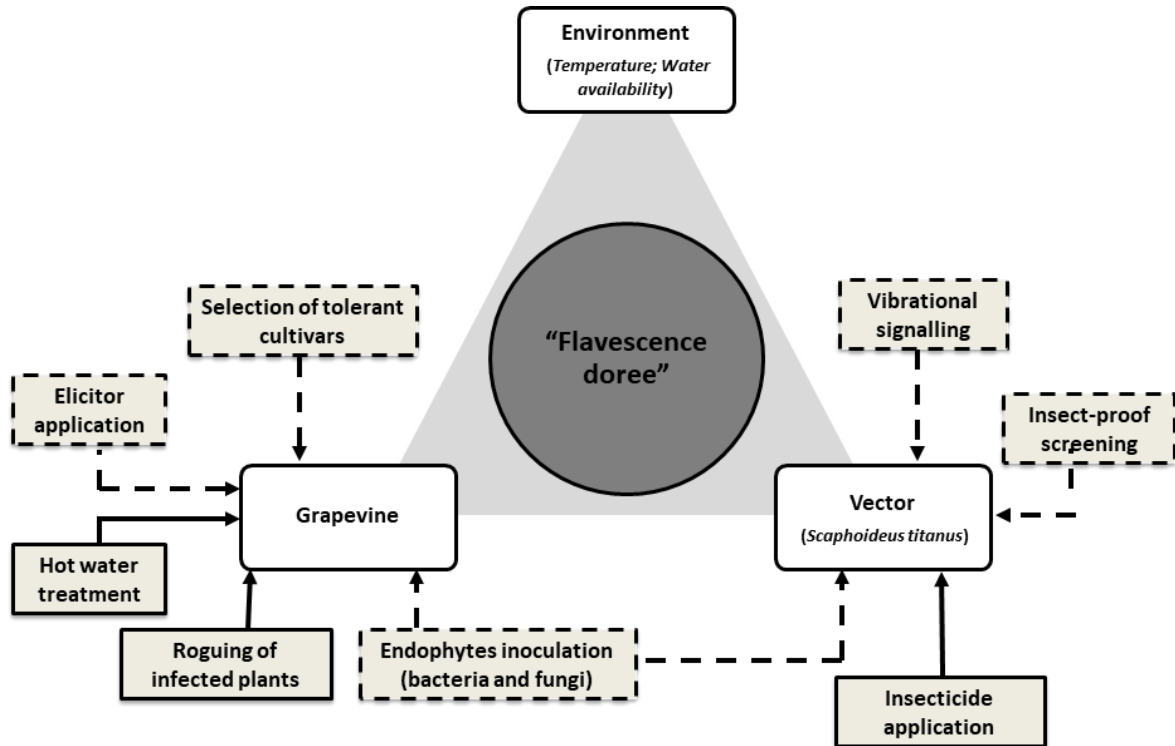 Environment
(Temperature; Water
availability)
Selection of tolerant
cultivars
Vibrational
signalling
“Flavescence
doree”
Elicitor
application
Insect-proof
screening
Grapevine
Vector
(Scaphoideus titanus)
Hot water
treatment
Roguing of
infected plants
Endophytes inoculation
(bacteria and fungi)
Insecticide
application